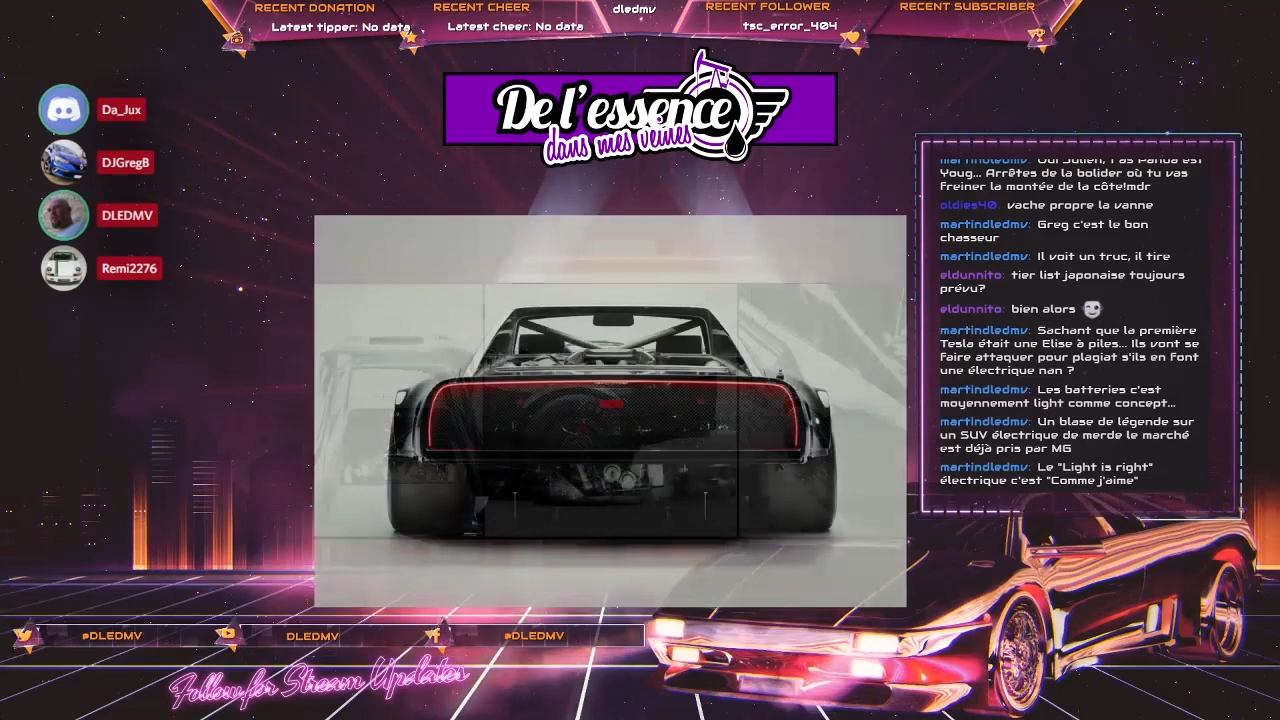 RECENT DONATION
Latest tipper: No data
RECENT CHEER
Latest cheer: No data
dledmv
RECENT FOLLOWER
tsc_error_404
RECENT SUBSCRIBER
De l'essence
dans mes veines
Da_Jux
DJGregB
DLEDMV
Remi2276
martindledmv: Oui Julien, t'as Panda est
Youg... Arrêtes de la bolider où tu vas
freiner la montée de la côte!mdr
oldies40: vache propre la vanne
martindledmv: Greg c'est le bon
chasseur
martindledmv: Il voit un truc, il tire
eldunnito: tier list japonaise toujours
prévu?
eldunnito: bien alors
martindledmv: Sachant que la première
Tesla était une Elise à piles... Ils vont se
faire attaquer pour plagiat s'ils en font
une électrique nan ?
martindledmv: Les batteries c'est
moyennement light comme concept...
martindledmv: Un blase de légende sur
un SUV électrique de merde le marché
est déjà pris par MG
martindledmv: Le "Light is right"
électrique c'est "Comme j'aime"
@DLEDMV
DLEDMV
@DLEDMV
Follow for Stream Updates